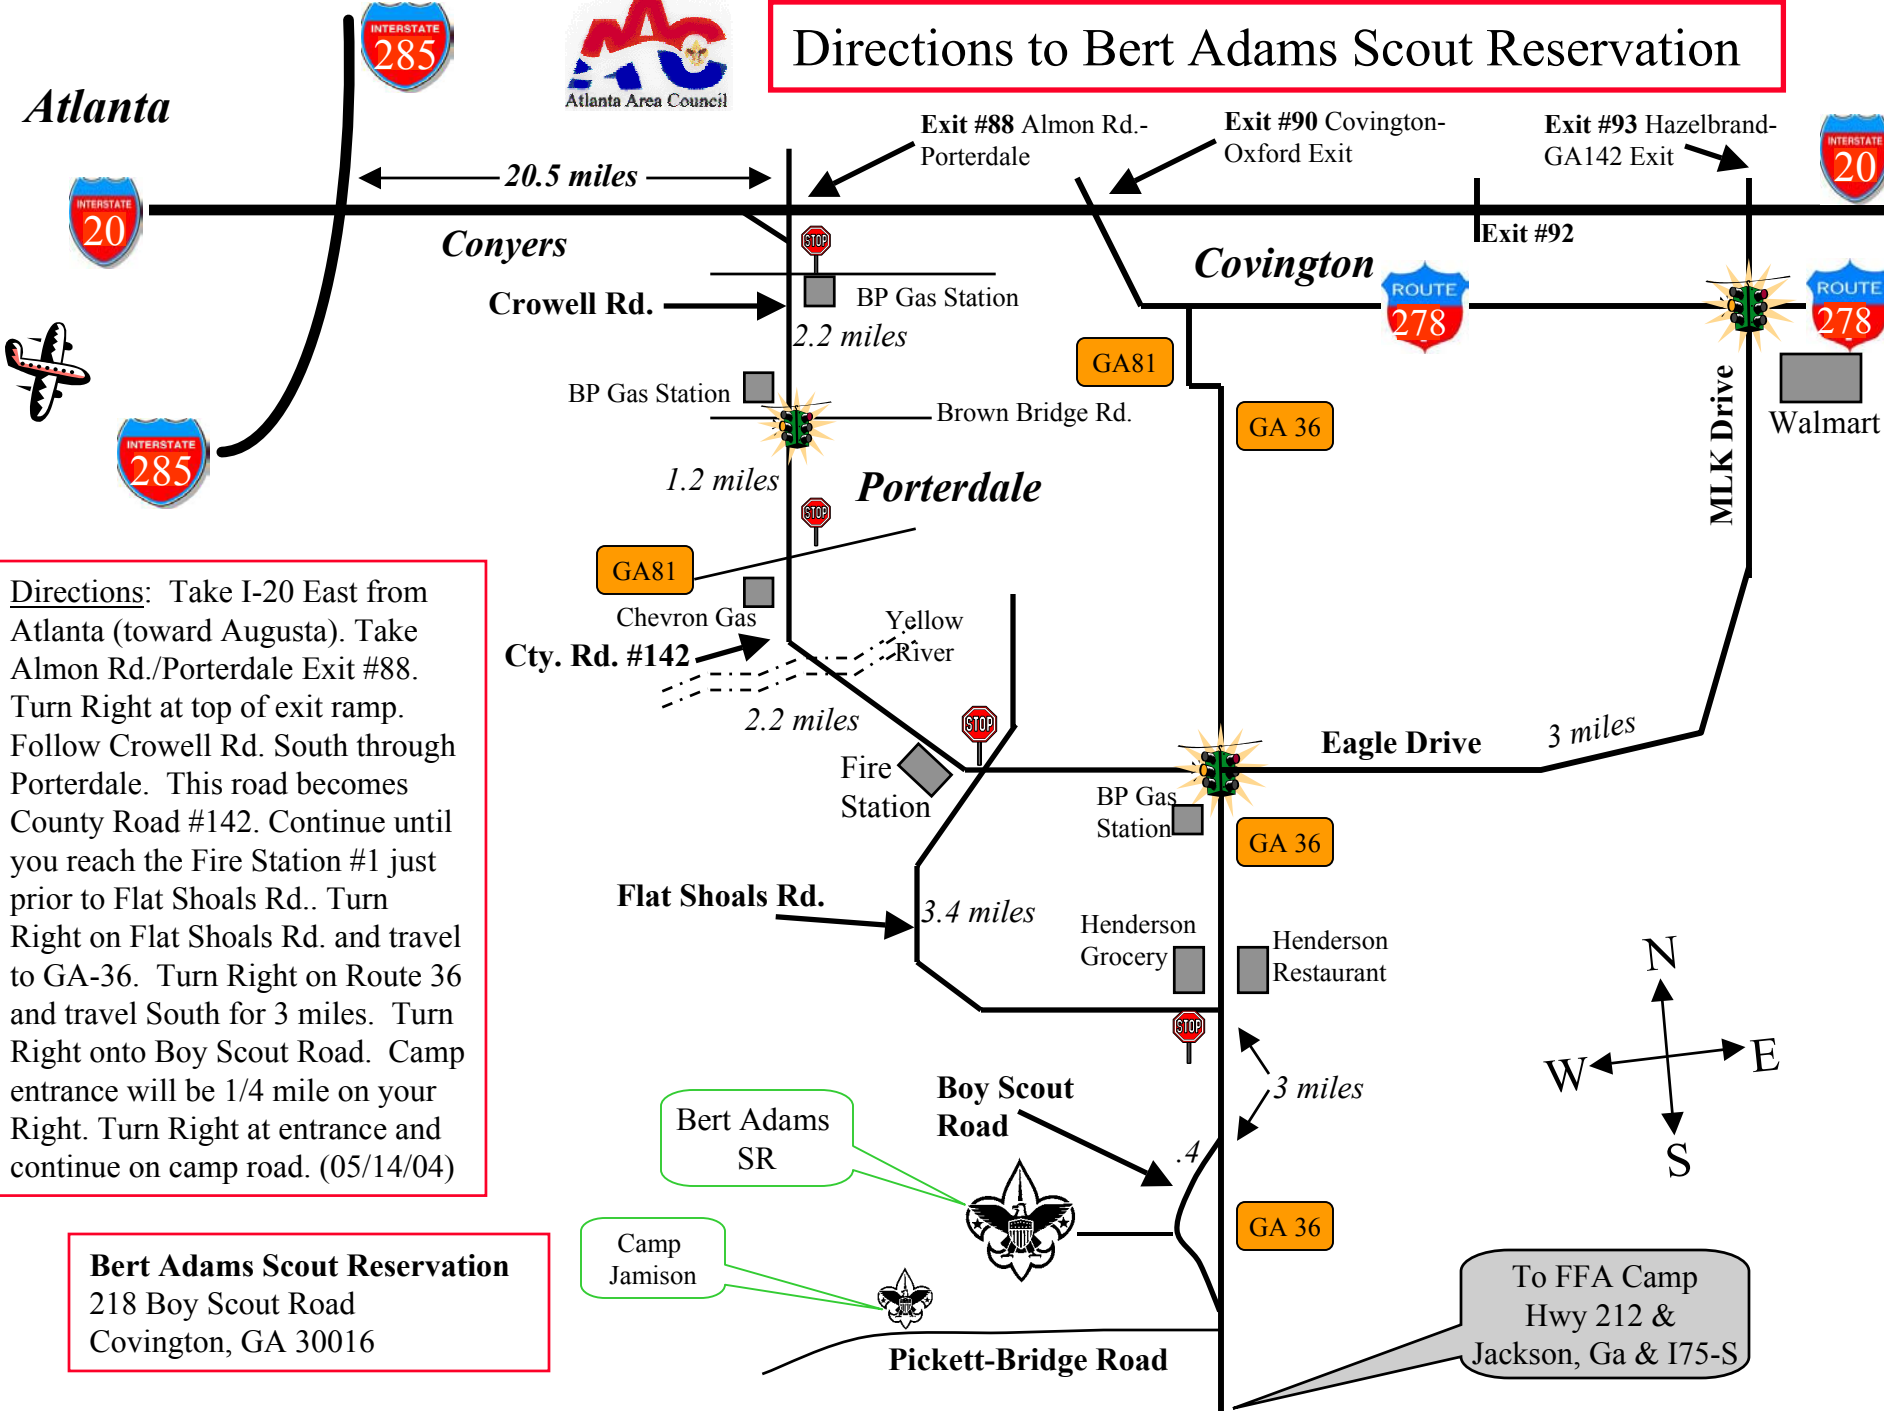 INTERSTATE
285
Atlanta Area Council
Directions to Bert Adams Scout Reservation
Atlanta
Exit #88 Almon Rd.-
Porterdale
Exit #90 Covington-
Oxford Exit
Exit #93 Hazelbrand-
GA142 Exit
INTERSTATE
20
20.5 miles
INTERSTATE
20
Conyers
STOP
Exit #92
Covington
Crowell Rd.
BP Gas Station
ROUTE
278
ROUTE
278
2.2 miles
GA81
BP Gas Station
Brown Bridge Rd.
GA 36
MLK Drive
Walmart
INTERSTATE
285
1.2 miles
Porterdale
STOP
GA81
Chevron Gas
Yellow
River
Cty. Rd. #142
2.2 miles
STOP
Eagle Drive
3 miles
Fire
Station
BP Gas
Station
GA 36
Flat Shoals Rd.
3.4 miles
Henderson
Grocery
Henderson
Restaurant
STOP
N
W
E
S
3 miles
Boy Scout
Road
.4
Bert Adams
SR
GA 36
Camp
Jamison
Pickett-Bridge Road
To FFA Camp
Hwy 212 &
Jackson, Ga & I75-S
Directions: Take I-20 East from
Atlanta (toward Augusta). Take
Almon Rd./Porterdale Exit #88.
Turn Right at top of exit ramp.
Follow Crowell Rd. South through
Porterdale. This road becomes
County Road #142. Continue until
you reach the Fire Station #1 just
prior to Flat Shoals Rd.. Turn
Right on Flat Shoals Rd. and travel
to GA-36. Turn Right on Route 36
and travel South for 3 miles. Turn
Right onto Boy Scout Road. Camp
entrance will be 1/4 mile on your
Right. Turn Right at entrance and
continue on camp road. (05/14/04)
Bert Adams Scout Reservation
218 Boy Scout Road
Covington, GA 30016